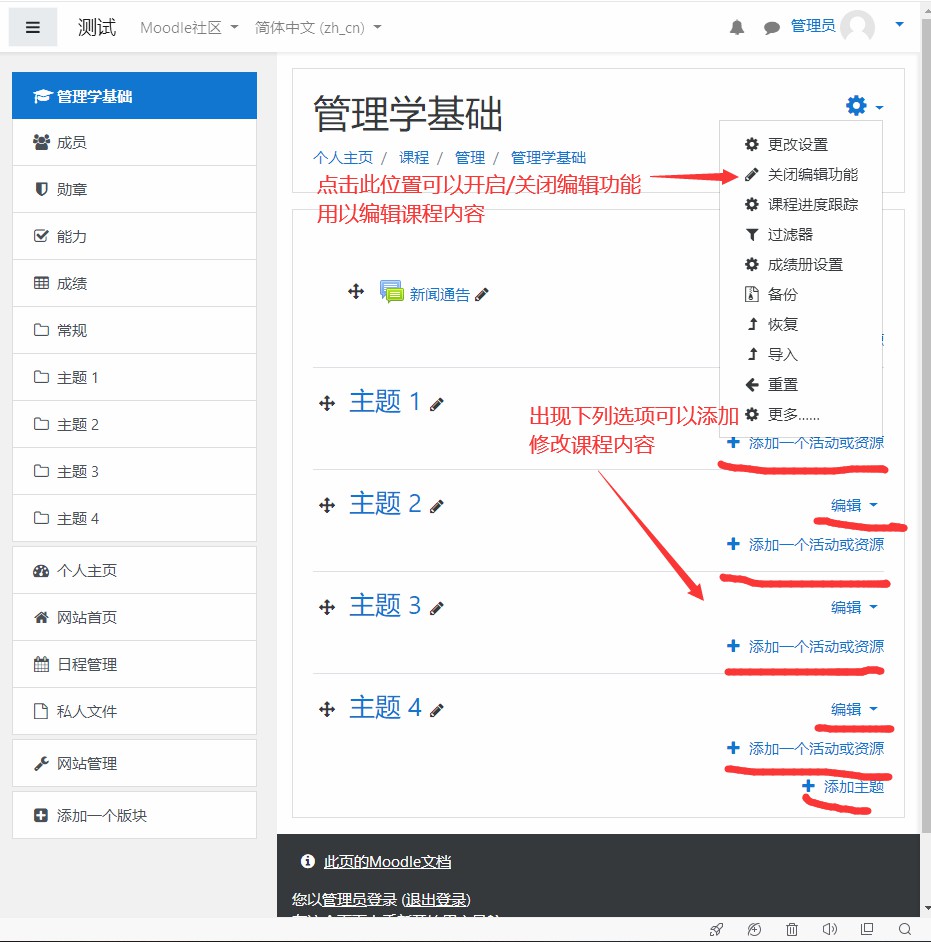 测试 Moodle社区 简体中文 (zh_cn) 管理员
管理学基础
成员
勋章
能力
成绩
常规
主题 1
主题 2
主题 3
主题 4
个人主页
网站首页
日程管理
私人文件
网站管理
添加一个版块
管理学基础
个人主页 / 课程 / 管理 / 管理学基础
点击此位置可以开启/关闭编辑功能
用以编辑课程内容
更改设置
关闭编辑功能
课程进度跟踪
过滤器
成绩册设置
备份
恢复
导入
重置
更多......
新闻通告
主题 1
出现下列选项可以添加
修改课程内容
添加一个活动或资源
主题 2
编辑
添加一个活动或资源
主题 3
编辑
添加一个活动或资源
主题 4
编辑
添加一个活动或资源
添加主题
此页的Moodle文档
您以管理员登录 (退出登录)